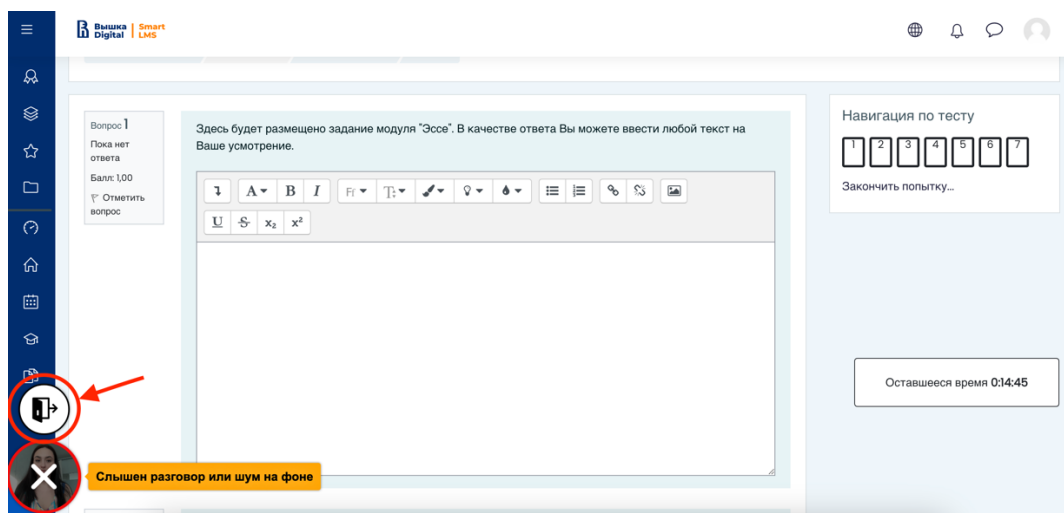 Вышка Digital | Smart LMS
Вопрос 1
Пока нет
ответа
Балл: 1,00
Отметить
вопрос
Здесь будет размещено задание модуля "Эссе". В качестве ответа Вы можете ввести любой текст на
Ваше усмотрение.
A B I Ff T:
U S x₂ x²
Навигация по тесту
1 2 3 4 5 6 7
Закончить попытку...
Оставшееся время 0:14:45
Слышен разговор или шум на фоне